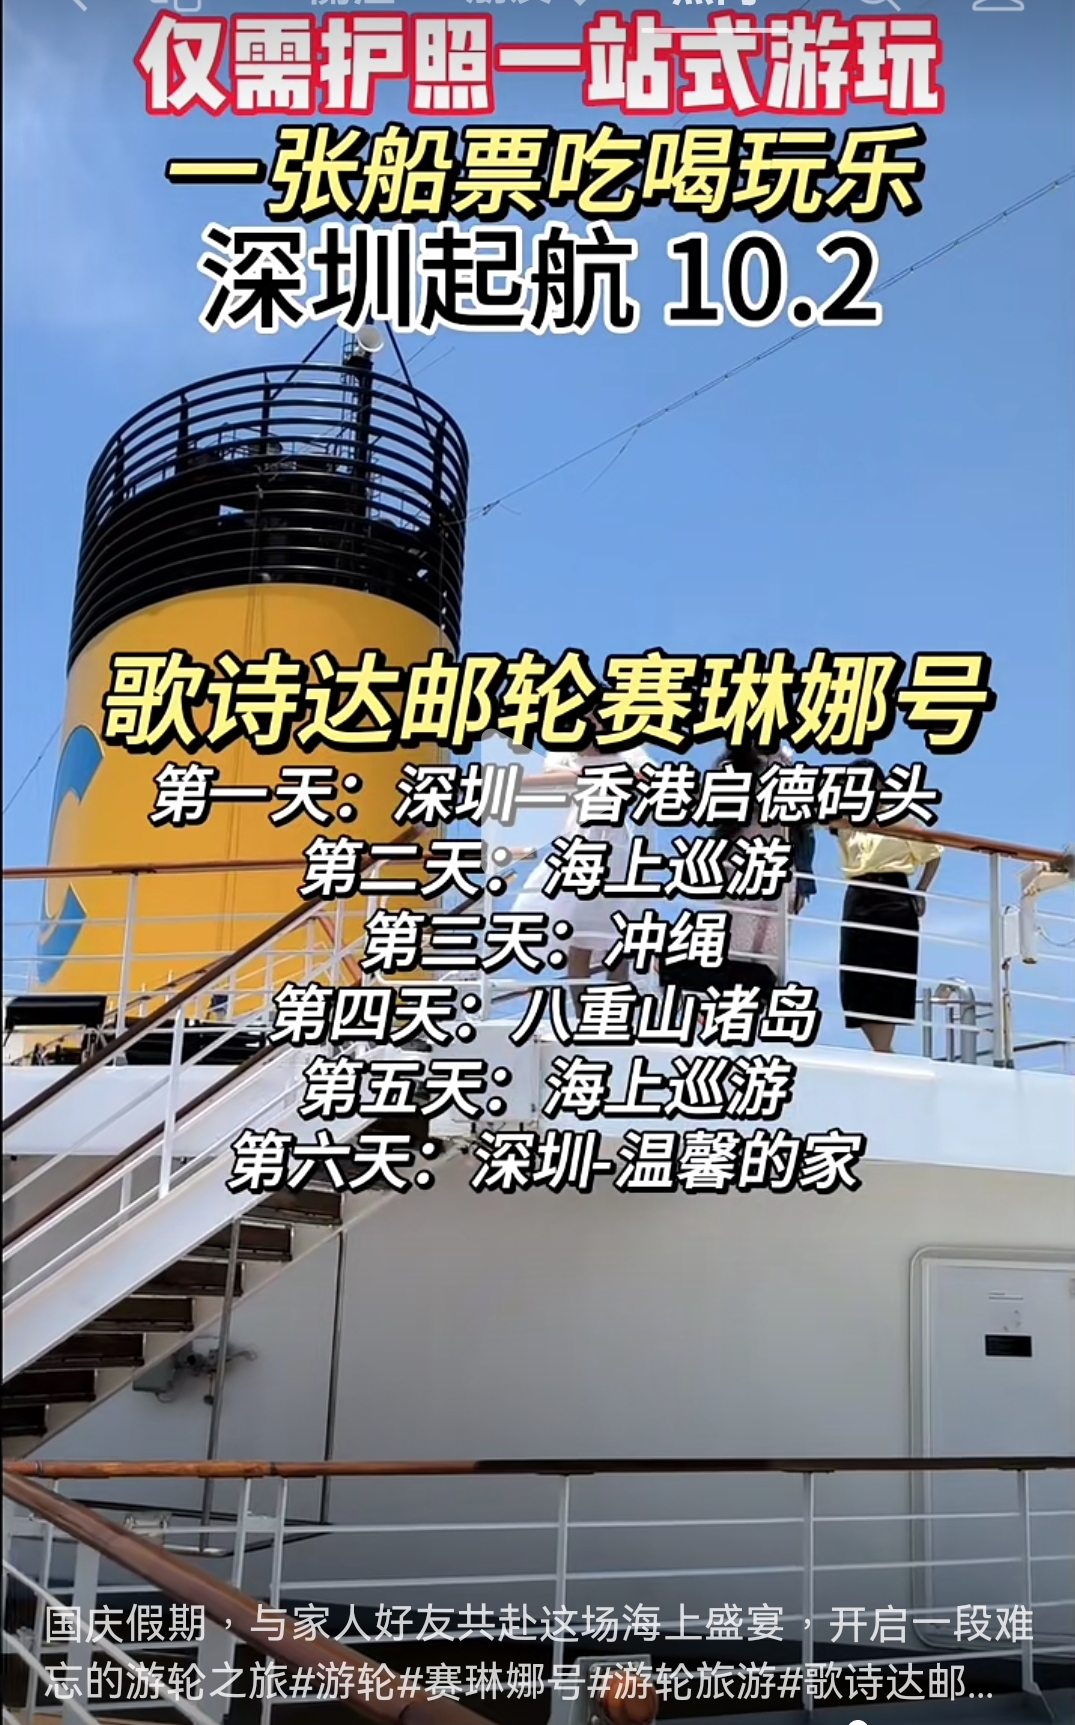 仅需护照一站式游玩
一张船票吃喝玩乐
深圳起航 10.2
歌诗达邮轮赛琳娜号
第一天：深圳—香港启德码头
第二天：海上巡游
第三天：冲绳
第四天：八重山诸岛
第五天：海上巡游
第六天：深圳-温馨的家
国庆假期，与家人好友共赴这场海上盛宴，开启一段难
忘的游轮之旅#游轮#赛琳娜号#游轮旅游#歌诗达邮...